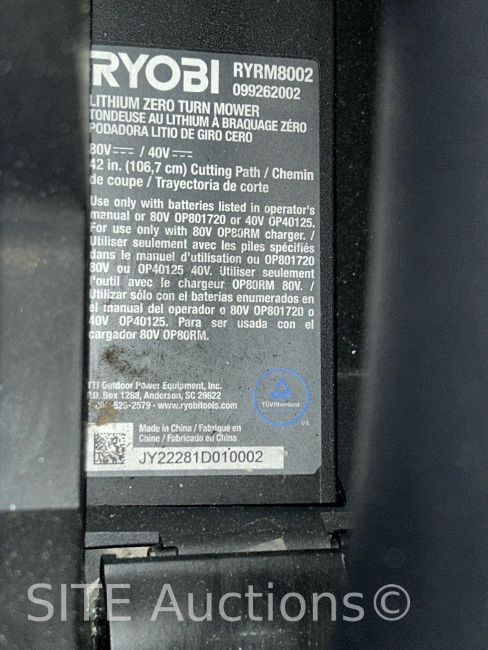 RYOBI RYRM8002
099262002
LITHIUM ZERO TURN MOWER
TONDEUSE AU LITHIUM À BRAQUAGE ZÉRO
PODADORA LITIO DE GIRO CERO
80V⎓ / 40V⎓
42 in. (106,7 cm) Cutting Path / Chemin
de coupe / Trayectoria de corte
Use only with batteries listed in operator's
manual or 80V OP801720 or 40V OP40125.
For use only with 80V OP80RM charger. /
Utiliser seulement avec les piles spécifiés
dans le manuel d'utilisation ou OP801720
80V ou OP40125 40V. Utiliser seulement
l'outil avec le chargeur OP80RM 80V. /
Utilizar sólo con el baterías enumerados en
el manual del operador o 80V OP801720 o
40V OP40125. Para ser usada con el
cargador 80V OP80RM.
TTI Outdoor Power Equipment, Inc.
P.O. Box 1288, Anderson, SC 29622
525-2579 • www.ryobitools.com
TÜVRheinland
US
Made in China / Fabriqué en
Chine / Fabricado en China
JY22281D010002
SITE Auctions©